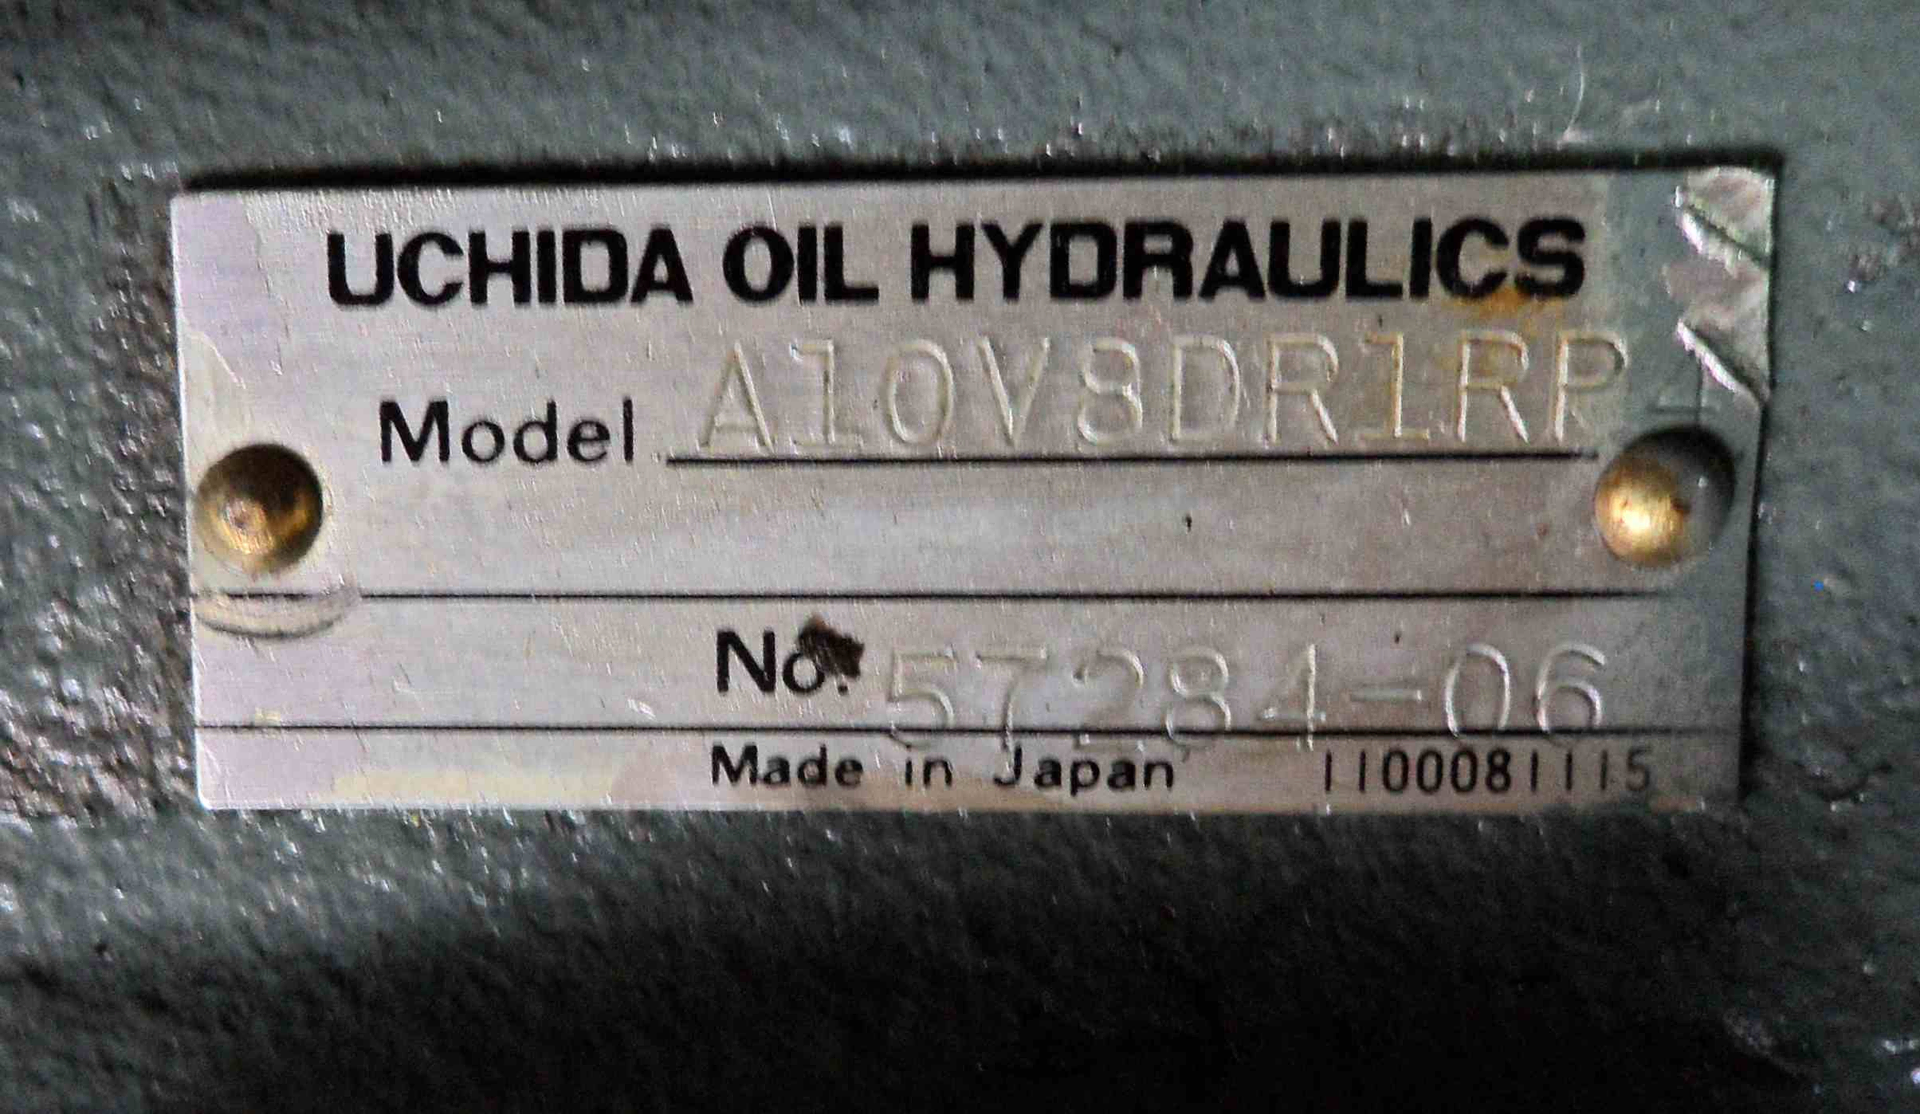 UCHIDA OIL HYDRAULICS
Model A10V8DR1RP
No. 57284-06
Made in Japan 1100081115